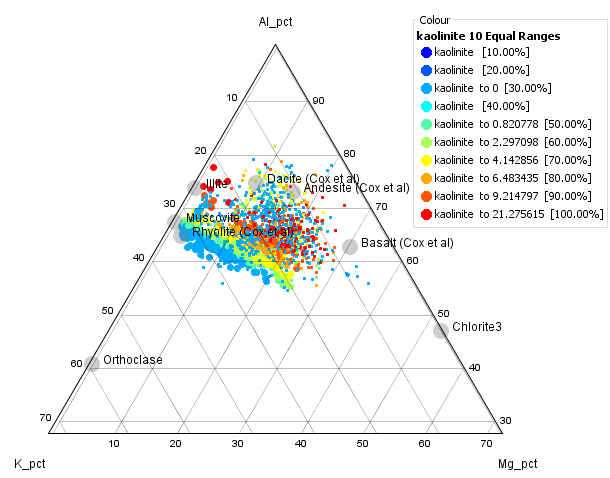 Al_pct
Colour
kaolinite 10 Equal Ranges
kaolinite [10.00%]
kaolinite [20.00%]
kaolinite to 0 [30.00%]
kaolinite [40.00%]
kaolinite to 0.820778 [50.00%]
kaolinite to 2.297098 [60.00%]
kaolinite to 4.142856 [70.00%]
kaolinite to 6.483435 [80.00%]
kaolinite to 9.214797 [90.00%]
kaolinite to 21.275615 [100.00%]
10 90
20 80
Illite Dacite (Cox et al) Andesite (Cox et al)
30 70
Muscovite
Rhyolite (Cox et al) Basalt (Cox et al)
40 60
50 50
Chlorite3
Orthoclase
60 40
70 30
10 20 30 40 50 60 70
K_pct Mg_pct